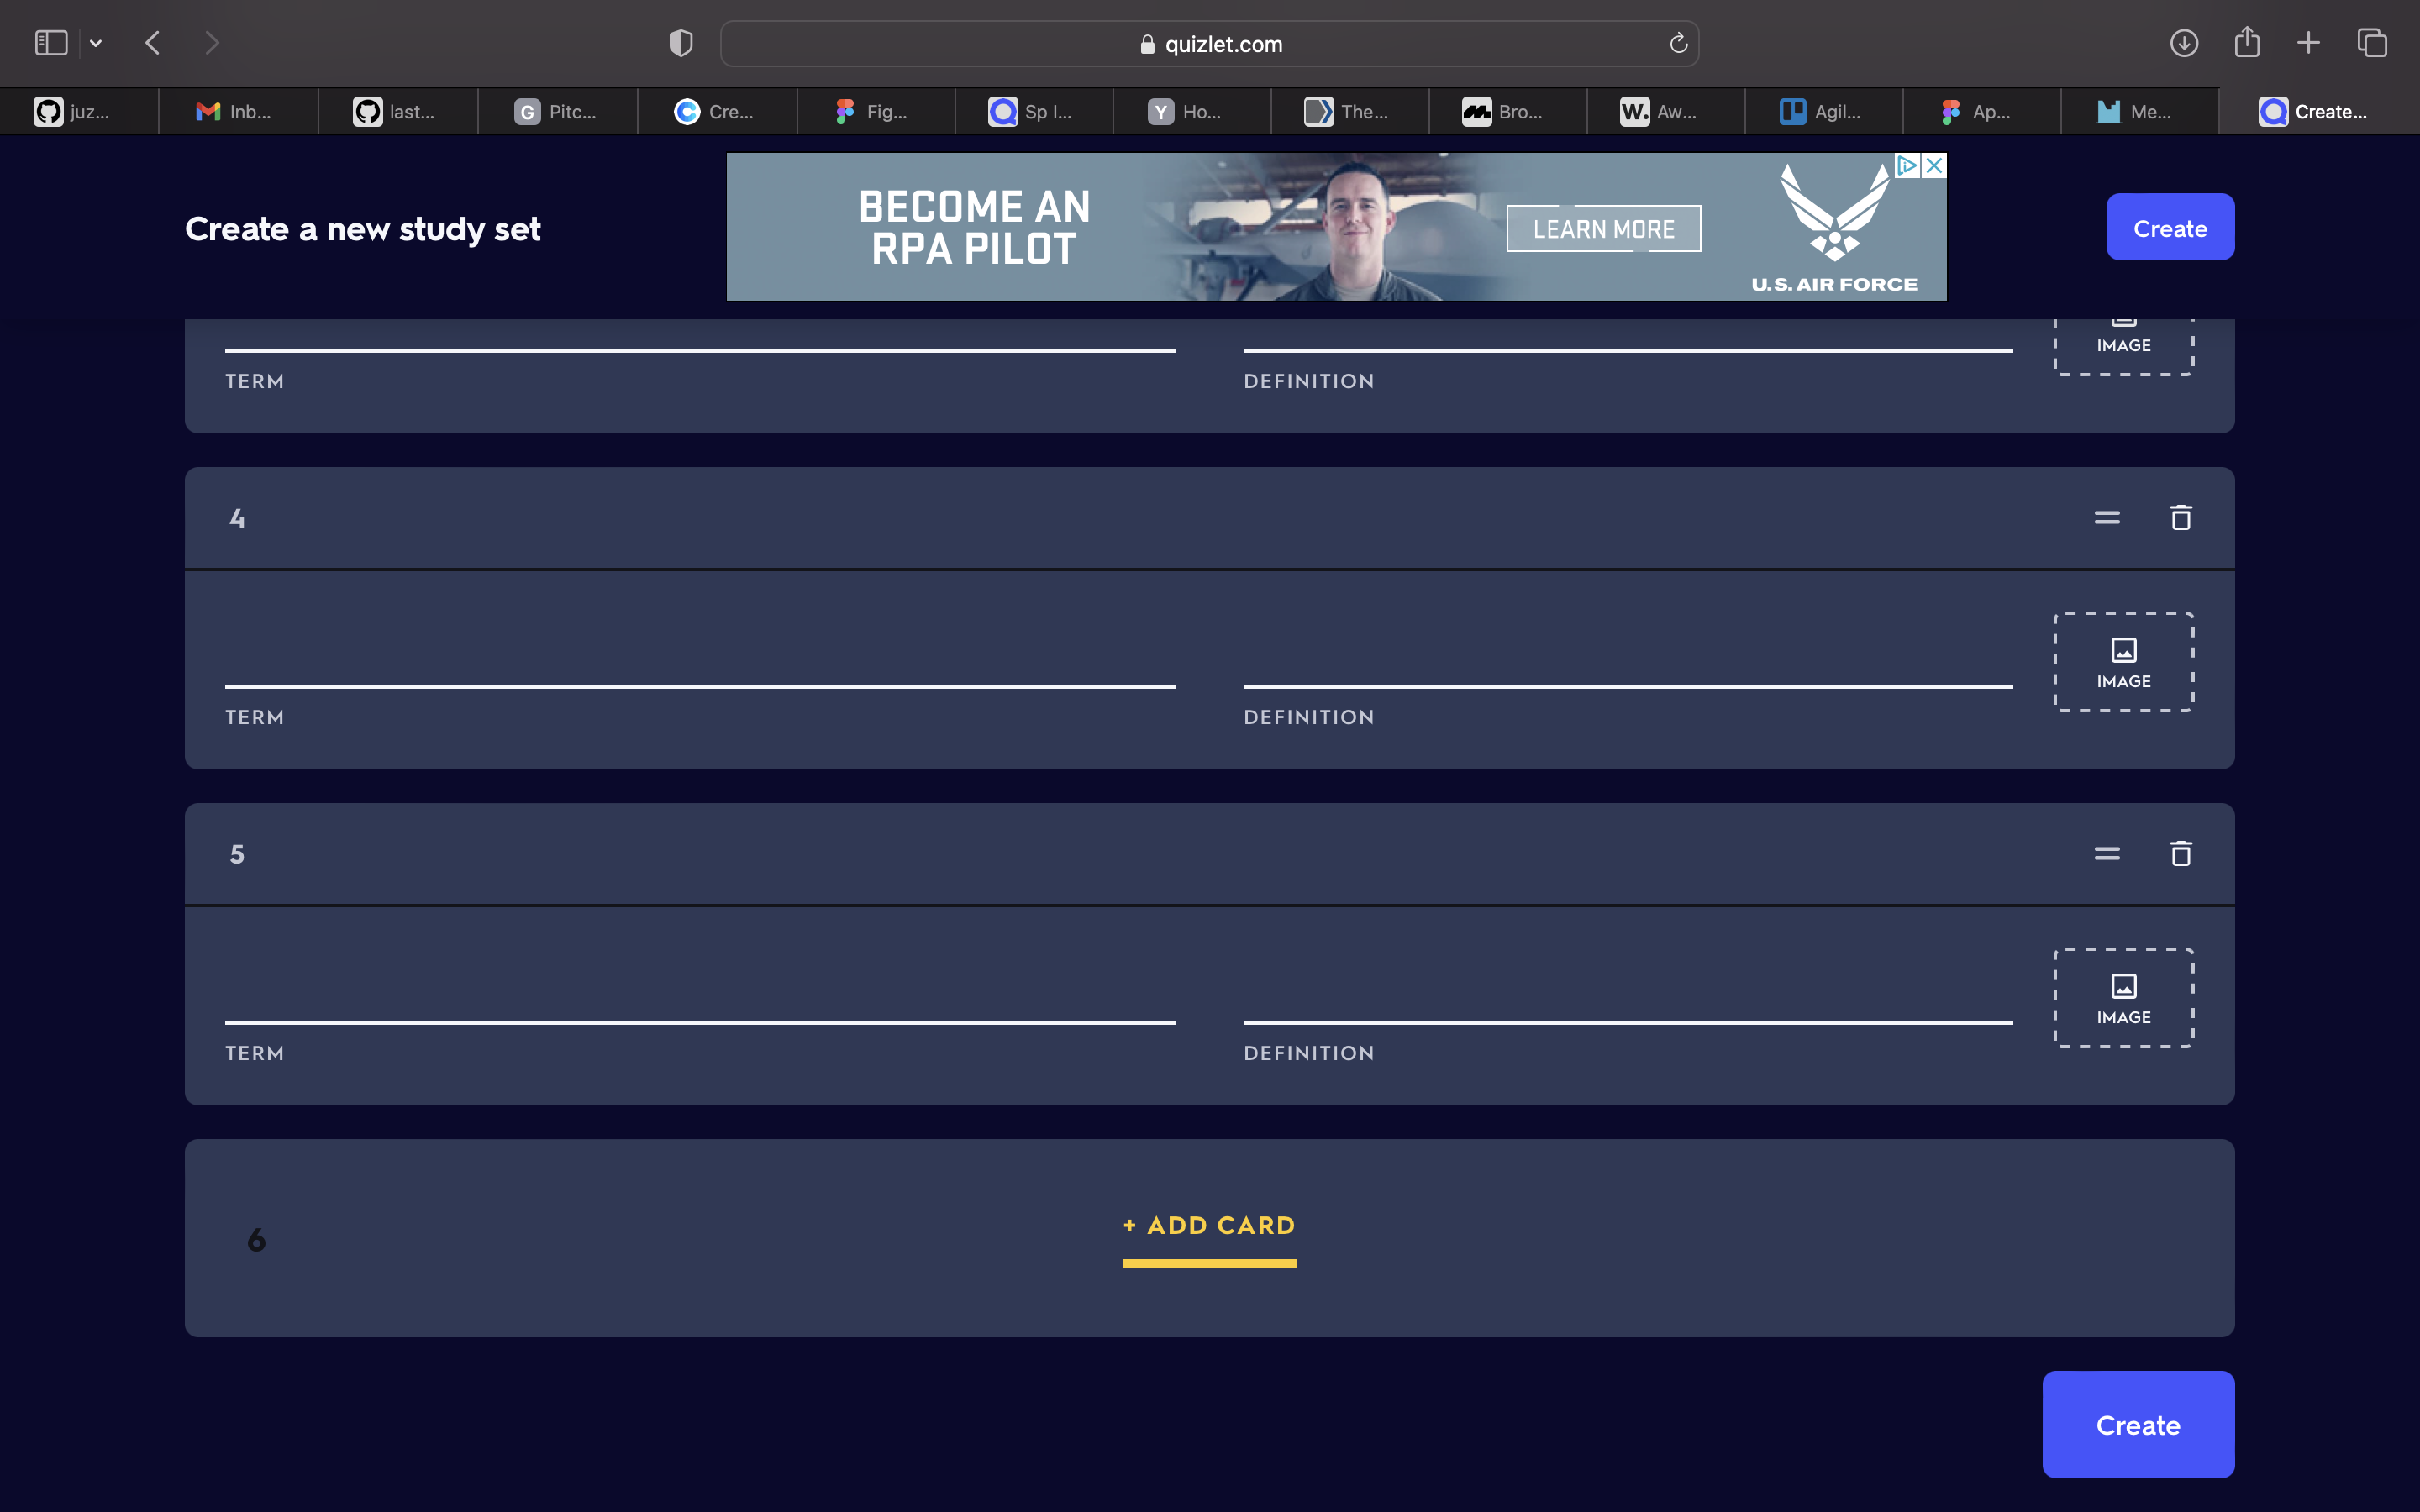 quizlet.com
juz...
Inb...
last...
G Pitc...
Cre...
Fig...
Sp I...
Y Ho...
The...
Bro...
W. Aw...
Agil...
Ap...
Me...
Create...
Create a new study set
BECOME AN
RPA PILOT
LEARN MORE
U.S. AIR FORCE
Create
IMAGE
TERM
DEFINITION
4
IMAGE
TERM
DEFINITION
5
IMAGE
TERM
DEFINITION
6
+ ADD CARD
Create